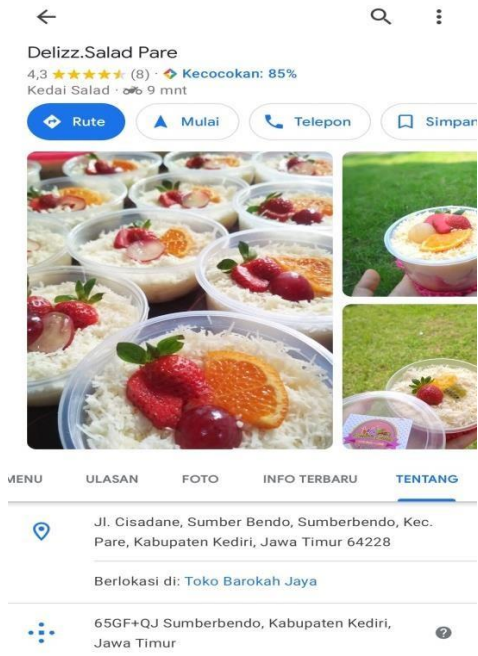 Delizz.Salad Pare
4,3 (8) · Kecocokan: 85%
Kedai Salad · 9 mnt
Rute Mulai Telepon Simpan
MENU ULASAN FOTO INFO TERBARU TENTANG
Jl. Cisadane, Sumber Bendo, Sumberbendo, Kec.
Pare, Kabupaten Kediri, Jawa Timur 64228
Berlokasi di: Toko Barokah Jaya
65GF+QJ Sumberbendo, Kabupaten Kediri,
Jawa Timur